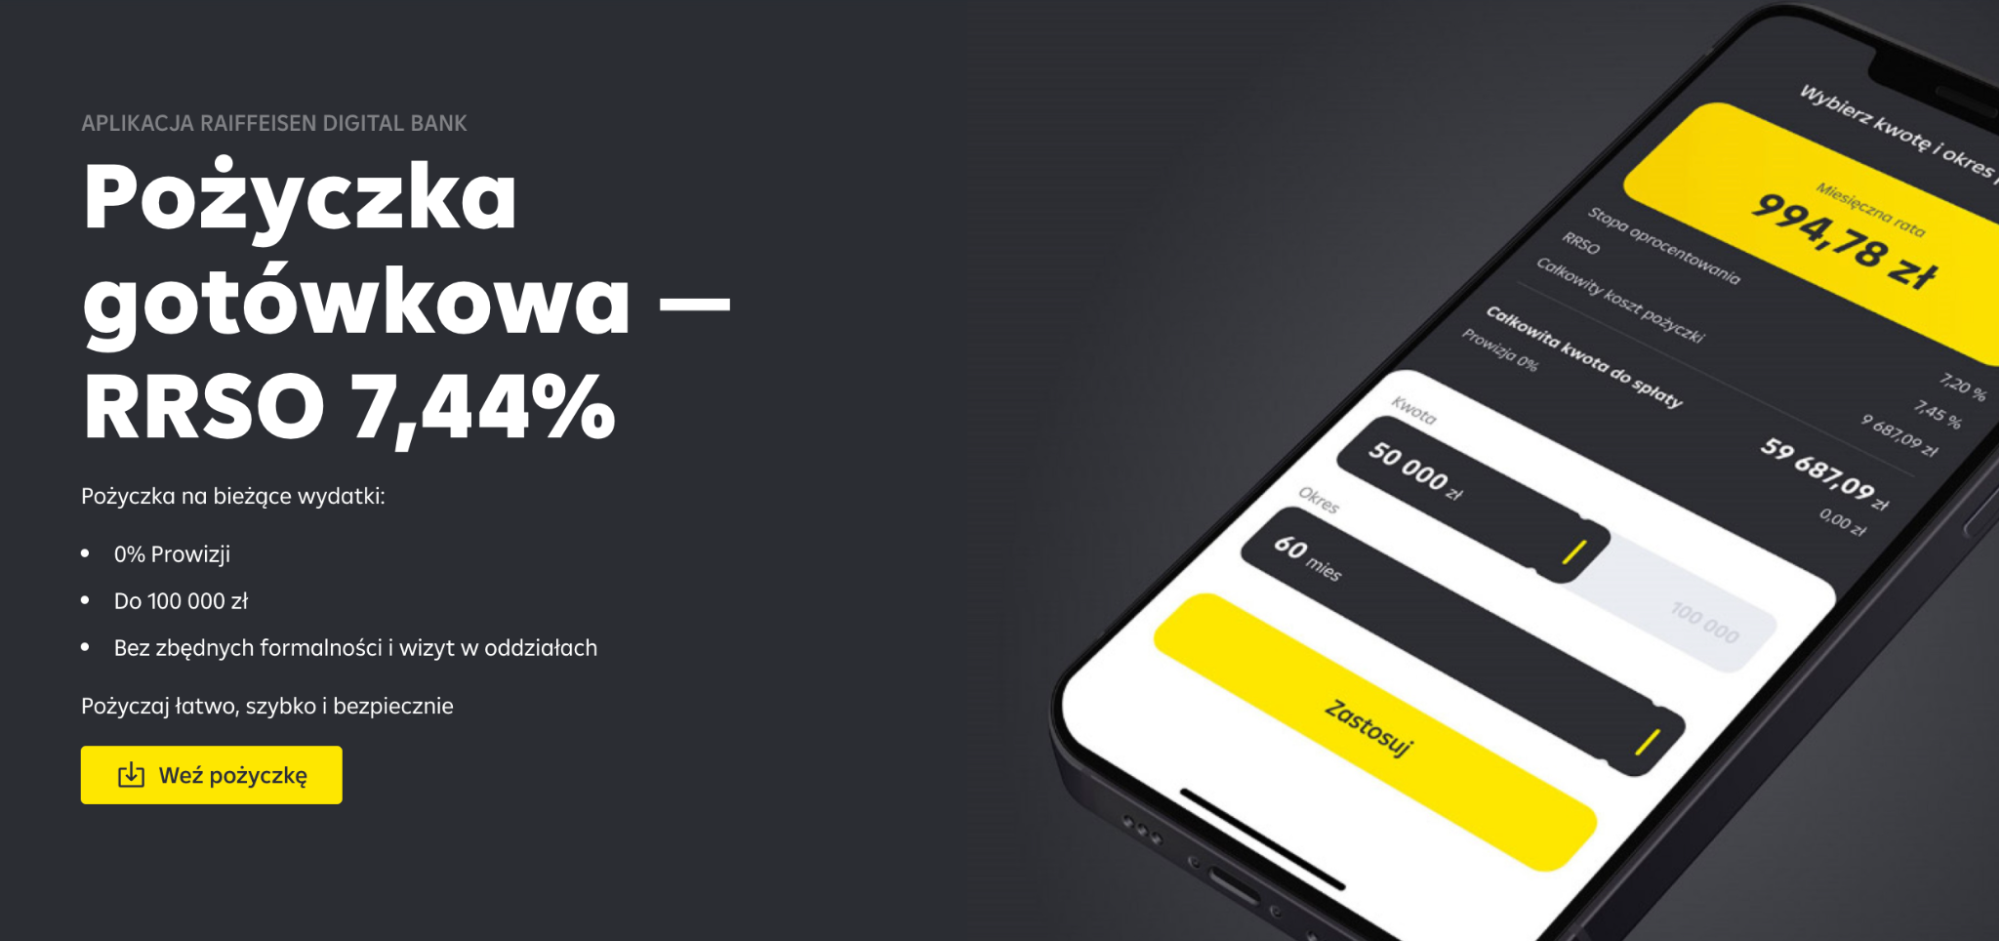 APLIKACJA RAIFFEISEN DIGITAL BANK
Pożyczka
gotówkowa —
RRSO 7,44%
Pożyczka na bieżące wydatki:
• 0% Prowizji
• Do 100 000 zł
• Bez zbędnych formalności i wizyt w oddziałach
Pożyczaj łatwo, szybko i bezpiecznie
Weź pożyczkę
Wybierz kwotę i okres
Miesięczna rata
994,78 zł
Stopa oprocentowania 7,20 %
RRSO 7,45 %
Całkowity koszt pożyczki 9 687,09 zł
Całkowita kwota do spłaty 59 687,09 zł
Prowizja 0% 0,00 zł
Kwota
50 000 zł 100 000
Okres
60 mies
Zastosuj